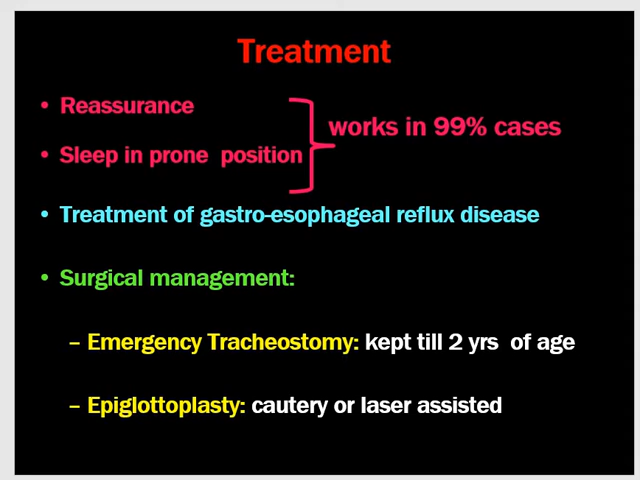 Treatment
• Reassurance
works in 99% cases
• Sleep in prone position
• Treatment of gastro-esophageal reflux disease
• Surgical management:
– Emergency Tracheostomy: kept till 2 yrs of age
– Epiglottoplasty: cautery or laser assisted